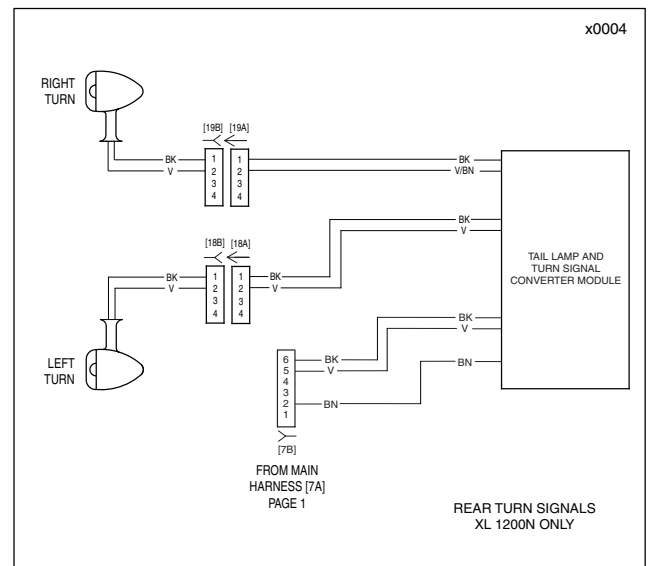 x0004
RIGHT
TURN
[19B] [19A]
BK 1 1 BK
V 2 2 V/BN
3 3
4 4
BK
V
[18B] [18A]
BK 1 1 BK
V 2 2 V
3 3
4 4
TAIL LAMP AND
TURN SIGNAL
CONVERTER MODULE
LEFT
TURN
BK
V
6 BK
5 V
4
3
2 BN
1
BN
[7B]
FROM MAIN
HARNESS [7A]
PAGE 1
REAR TURN SIGNALS
XL 1200N ONLY